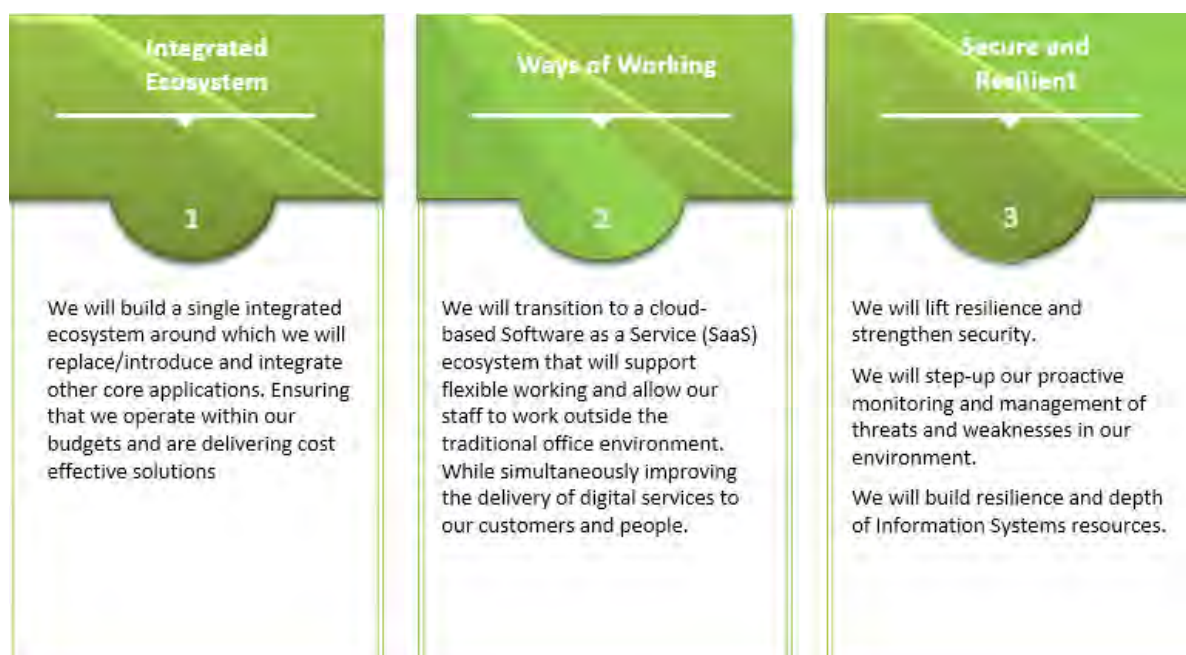 Integrated
Ecosystem
1
We will build a single integrated
ecosystem around which we will
replace/introduce and integrate
other core applications. Ensuring
that we operate within our
budgets and are delivering cost
effective solutions
Ways of Working
2
We will transition to a cloud-
based Software as a Service (SaaS)
ecosystem that will support
flexible working and allow our
staff to work outside the
traditional office environment.
While simultaneously improving
the delivery of digital services to
our customers and people.
Secure and
Resilient
3
We will lift resilience and
strengthen security.
We will step-up our proactive
monitoring and management of
threats and weaknesses in our
environment.
We will build resilience and depth
of Information Systems resources.